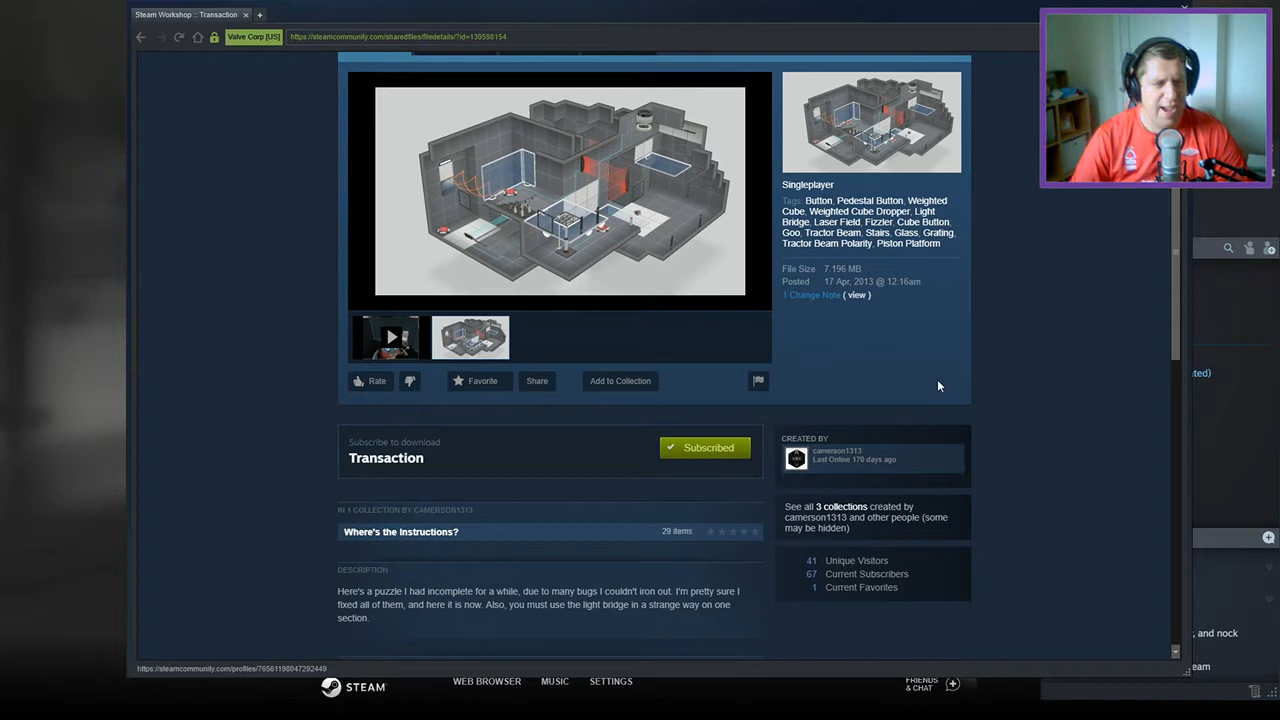 Steam Workshop :: Transaction × +
Valve Corp [US] https://steamcommunity.com/sharedfiles/filedetails/?id=139598154
Singleplayer
Tags: Button, Pedestal Button, Weighted
Cube, Weighted Cube Dropper, Light
Bridge, Laser Field, Fizzler, Cube Button,
Goo, Tractor Beam, Stairs, Glass, Grating,
Tractor Beam Polarity, Piston Platform
File Size 7.196 MB
Posted 17 Apr, 2013 @ 12:16am
1 Change Note ( view )
Rate Favorite Share Add to Collection
Subscribe to download
Transaction
Subscribed
IN 1 COLLECTION BY CAMERSON1313
Where's the Instructions? 29 items
DESCRIPTION
Here's a puzzle I had incomplete for a while, due to many bugs I couldn't iron out. I'm pretty sure I
fixed all of them, and here it is now. Also, you must use the light bridge in a strange way on one
section.
CREATED BY
camerson1313
Last Online 170 days ago
See all 3 collections created by
camerson1313 and other people (some
may be hidden)
41 Unique Visitors
67 Current Subscribers
1 Current Favorites
https://steamcommunity.com/profiles/76561198047292449
STEAM
WEB BROWSER MUSIC SETTINGS
FRIENDS
& CHAT
ated)
, and nock
eam